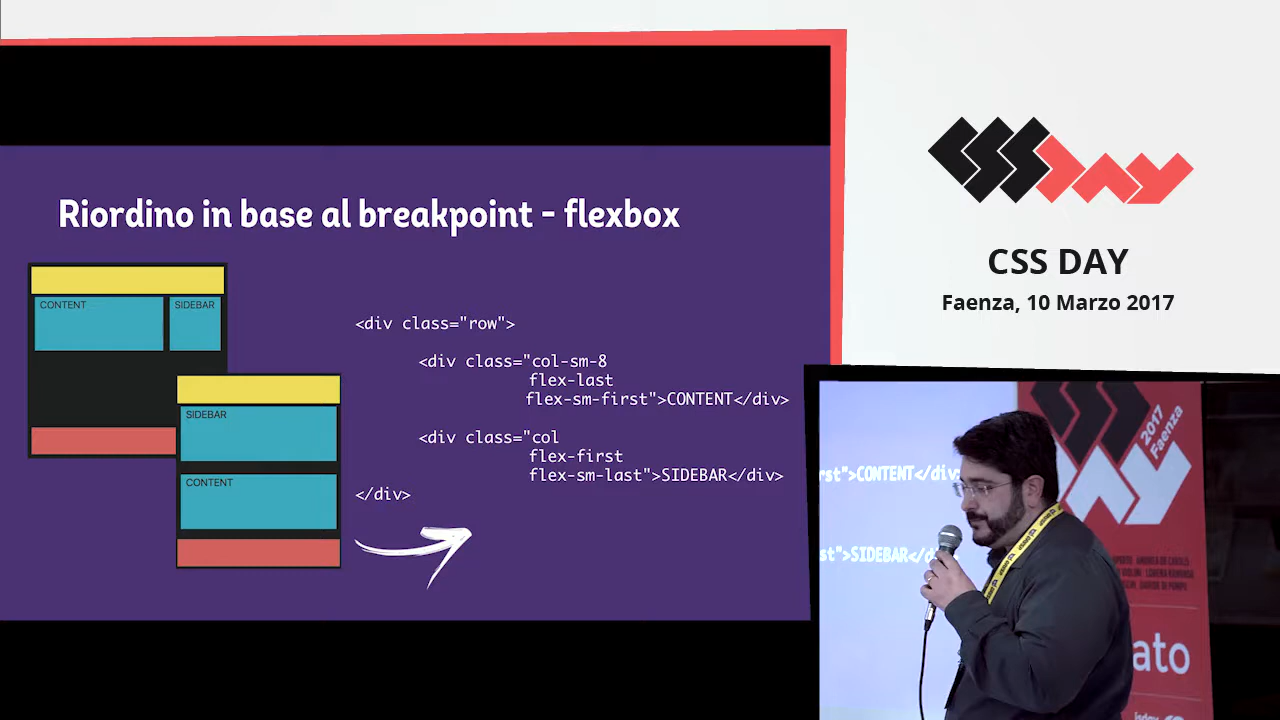 Riordino in base al breakpoint - flexbox
CONTENT
SIDEBAR
SIDEBAR
CONTENT
<div class="row">
<div class="col-sm-8
flex-last
flex-sm-first">CONTENT</div>
<div class="col
flex-first
flex-sm-last">SIDEBAR</div>
</div>
CSS Day
CSS DAY
Faenza, 10 Marzo 2017
rst">CONTENT</div>
st">SIDEBAR</d
2017
Faenza
ato